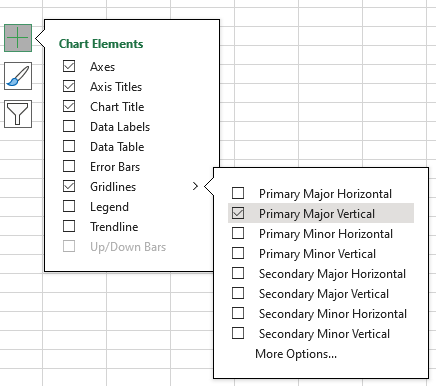 Chart Elements
Axes
Axis Titles
Chart Title
Data Labels
Data Table
Error Bars
Gridlines
Legend
Trendline
Up/Down Bars
Primary Major Horizontal
Primary Major Vertical
Primary Minor Horizontal
Primary Minor Vertical
Secondary Major Horizontal
Secondary Major Vertical
Secondary Minor Horizontal
Secondary Minor Vertical
More Options...